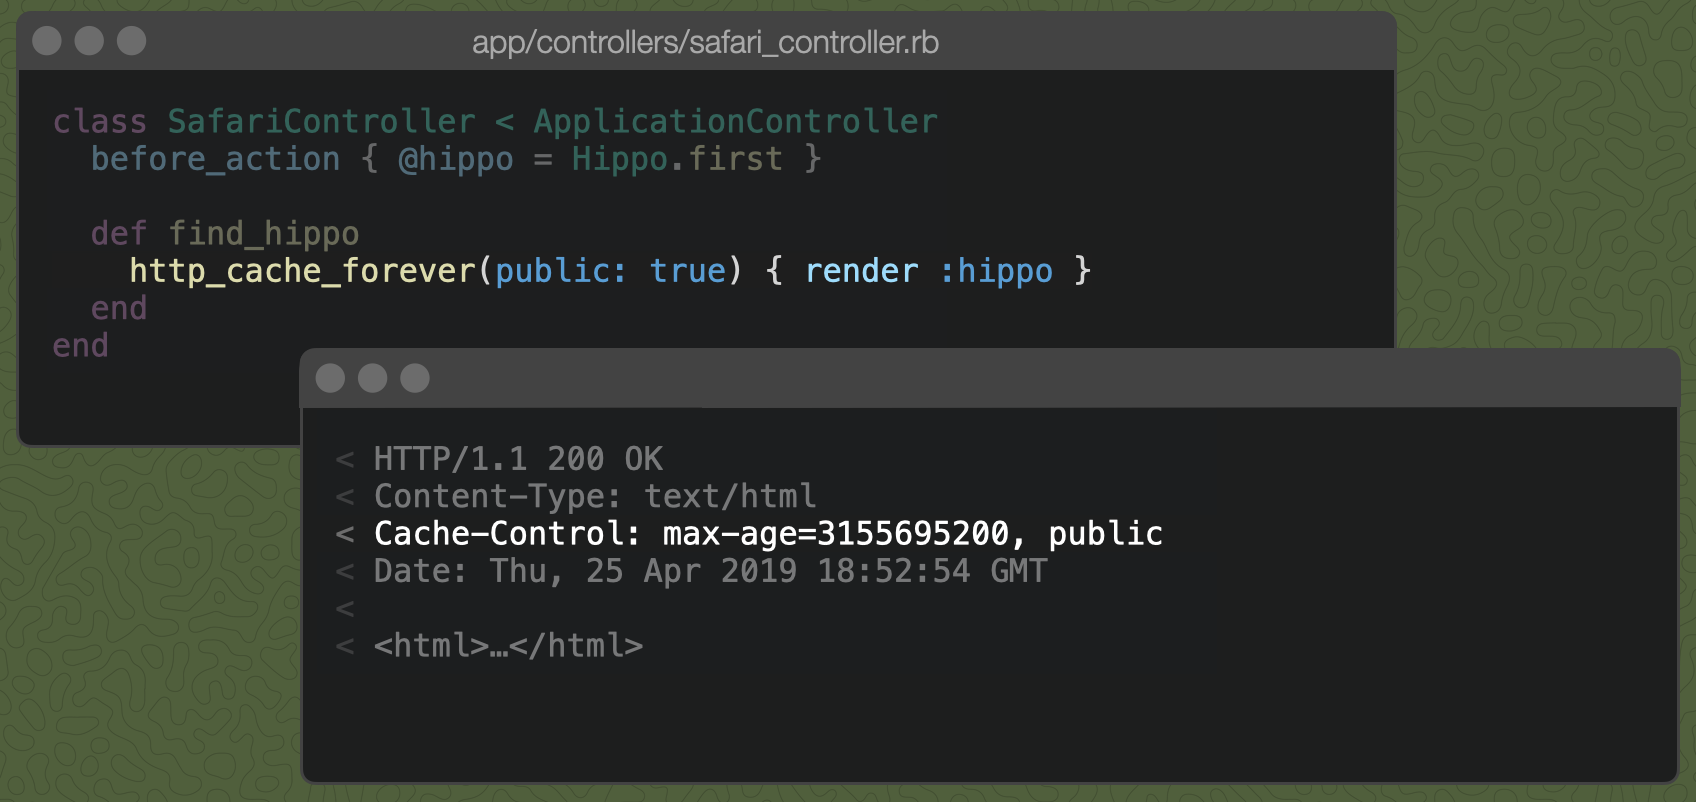 app/controllers/safari_controller.rb
class SafariController < ApplicationController
  before_action { @hippo = Hippo.first }

  def find_hippo
    http_cache_forever(public: true) { render :hippo }
  end
end
< HTTP/1.1 200 OK
< Content-Type: text/html
< Cache-Control: max-age=3155695200, public
< Date: Thu, 25 Apr 2019 18:52:54 GMT
<
< <html>…</html>